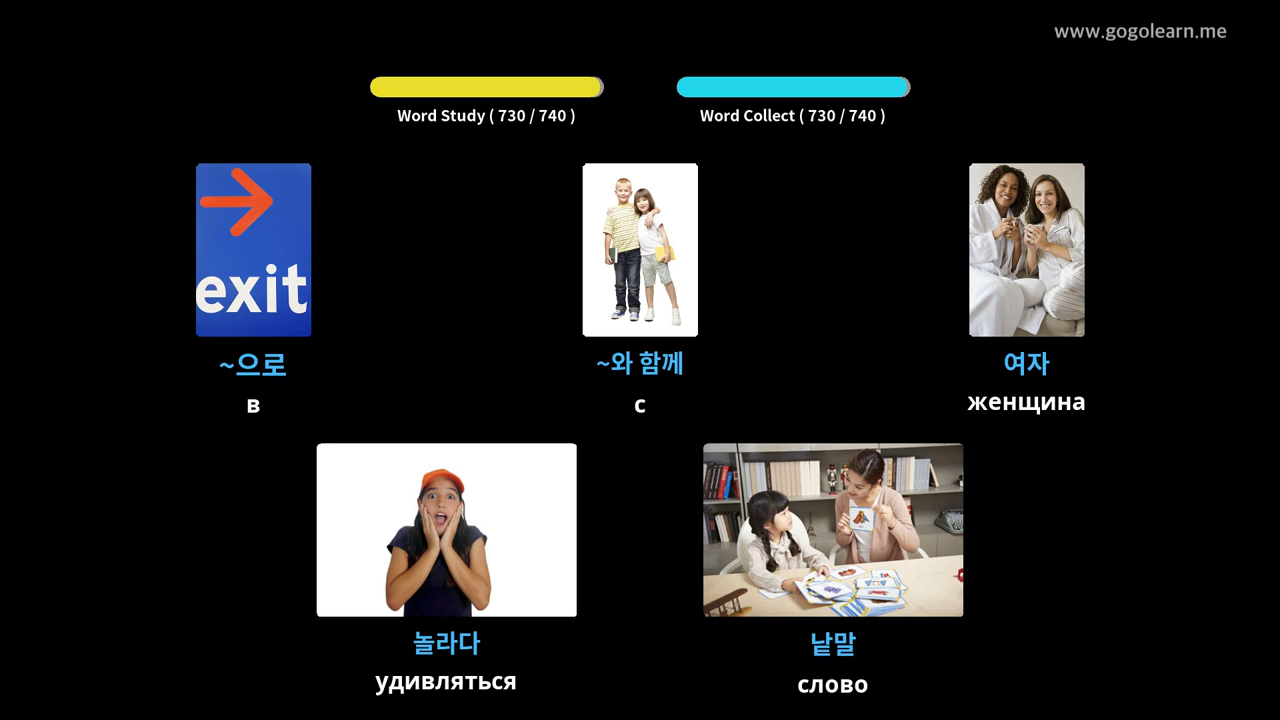 www.gogolearn.me
Word Study ( 730 / 740 )
Word Collect ( 730 / 740 )
exit
~으로
в
~와 함께
с
여자
женщина
놀라다
удивляться
낱말
слово